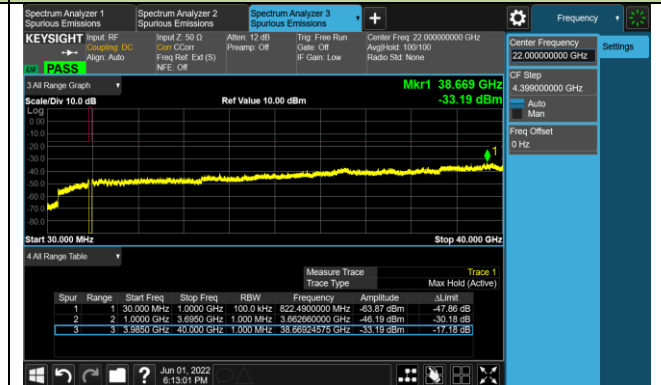 Spectrum Analyzer 1
Spurious Emissions
Spectrum Analyzer 2
Spurious Emissions
Spectrum Analyzer 3
Spurious Emissions
Frequency
KEYSIGHT
Input: RF
Coupling: DC
Align: Auto
Input Z: 50 Ω
Corr CCorr
Freq Ref: Ext (S)
NFE: Off
Atten: 12 dB
Preamp: Off
Trig: Free Run
Gate: Off
IF Gain: Low
Center Freq: 22.000000000 GHz
Avg|Hold: 100/100
Radio Std: None
LW PASS
Center Frequency
22.000000000 GHz
Settings
CF Step
4.399000000 GHz
Auto
Man
Freq Offset
0 Hz
3 All Range Graph
Mkr1 38.669 GHz
Scale/Div 10.0 dB
Ref Value 10.00 dBm
-33.19 dBm
Log
0.00
-10.0
-20.0
-30.0
-40.0
-50.0
-60.0
-70.0
-80.0
1
Start 30.000 MHz
Stop 40.000 GHz
4 All Range Table
Measure Trace Trace 1
Trace Type Max Hold (Active)
Spur Range Start Freq Stop Freq RBW Frequency Amplitude ΔLimit
1 1 30.000 MHz 1.0000 GHz 100.0 kHz 822.4900000 MHz -63.87 dBm -47.86 dB
2 2 1.0000 GHz 3.6950 GHz 1.000 MHz 3.662660000 GHz -46.19 dBm -30.18 dB
3 3 3.9850 GHz 40.000 GHz 1.000 MHz 38.66924575 GHz -33.19 dBm -17.18 dB
Jun 01, 2022
6:13:01 PM